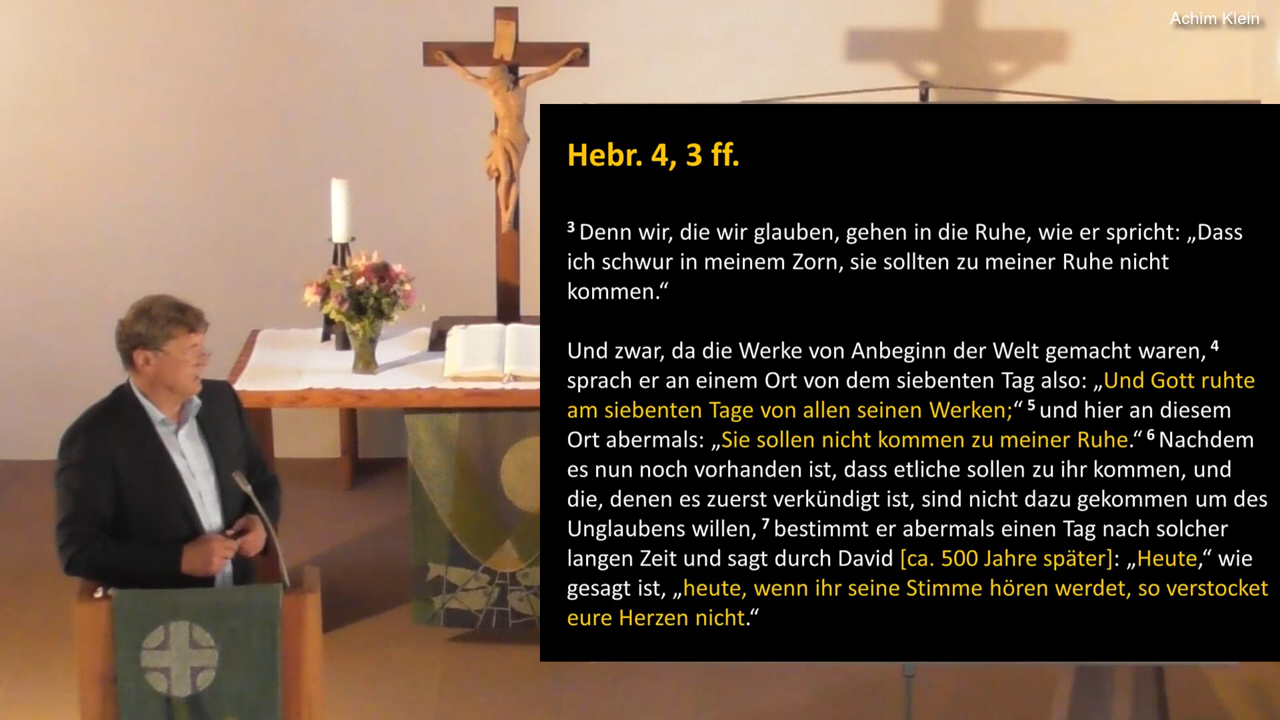 Achim Klein
Hebr. 4, 3 ff.
³ Denn wir, die wir glauben, gehen in die Ruhe, wie er spricht: „Dass
ich schwur in meinem Zorn, sie sollten zu meiner Ruhe nicht
kommen.“
Und zwar, da die Werke von Anbeginn der Welt gemacht waren, ⁴
sprach er an einem Ort von dem siebenten Tag also: „Und Gott ruhte
am siebenten Tage von allen seinen Werken;“ ⁵ und hier an diesem
Ort abermals: „Sie sollen nicht kommen zu meiner Ruhe.“ ⁶ Nachdem
es nun noch vorhanden ist, dass etliche sollen zu ihr kommen, und
die, denen es zuerst verkündigt ist, sind nicht dazu gekommen um des
Unglaubens willen, ⁷ bestimmt er abermals einen Tag nach solcher
langen Zeit und sagt durch David [ca. 500 Jahre später]: „Heute,“ wie
gesagt ist, „heute, wenn ihr seine Stimme hören werdet, so verstocket
eure Herzen nicht.“